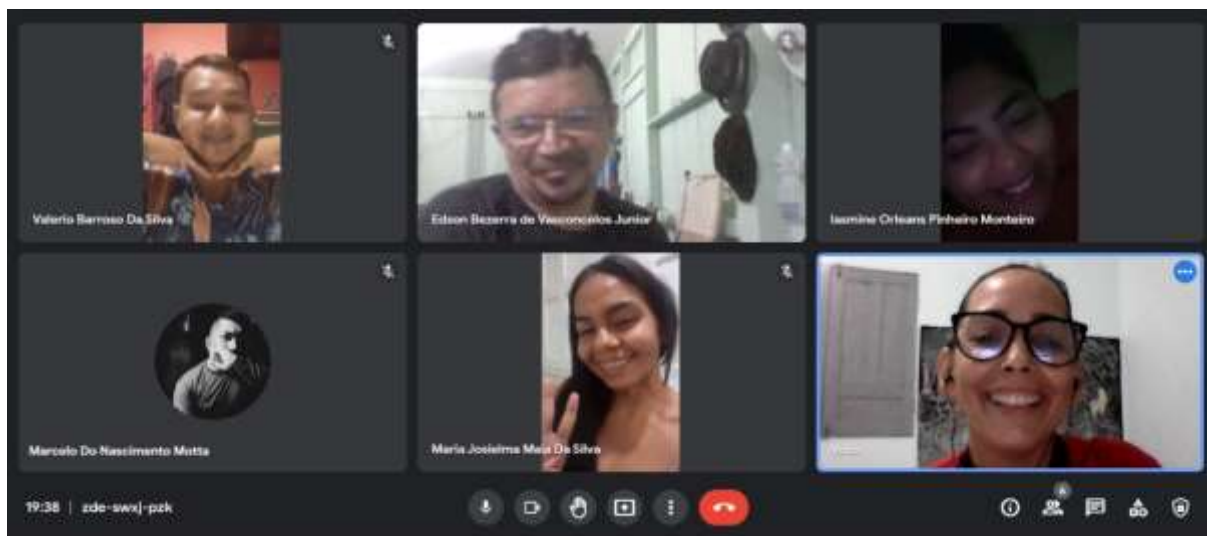 Valerio Barroso Da Silva
Edson Bezerra de Vasconcelos Junior
Iasmine Orleans Pinheiro Monteiro
Marcelo Do Nascimento Motta
Maria Josielma Maia Da Silva
19:38 | zde-swxj-pzk
6